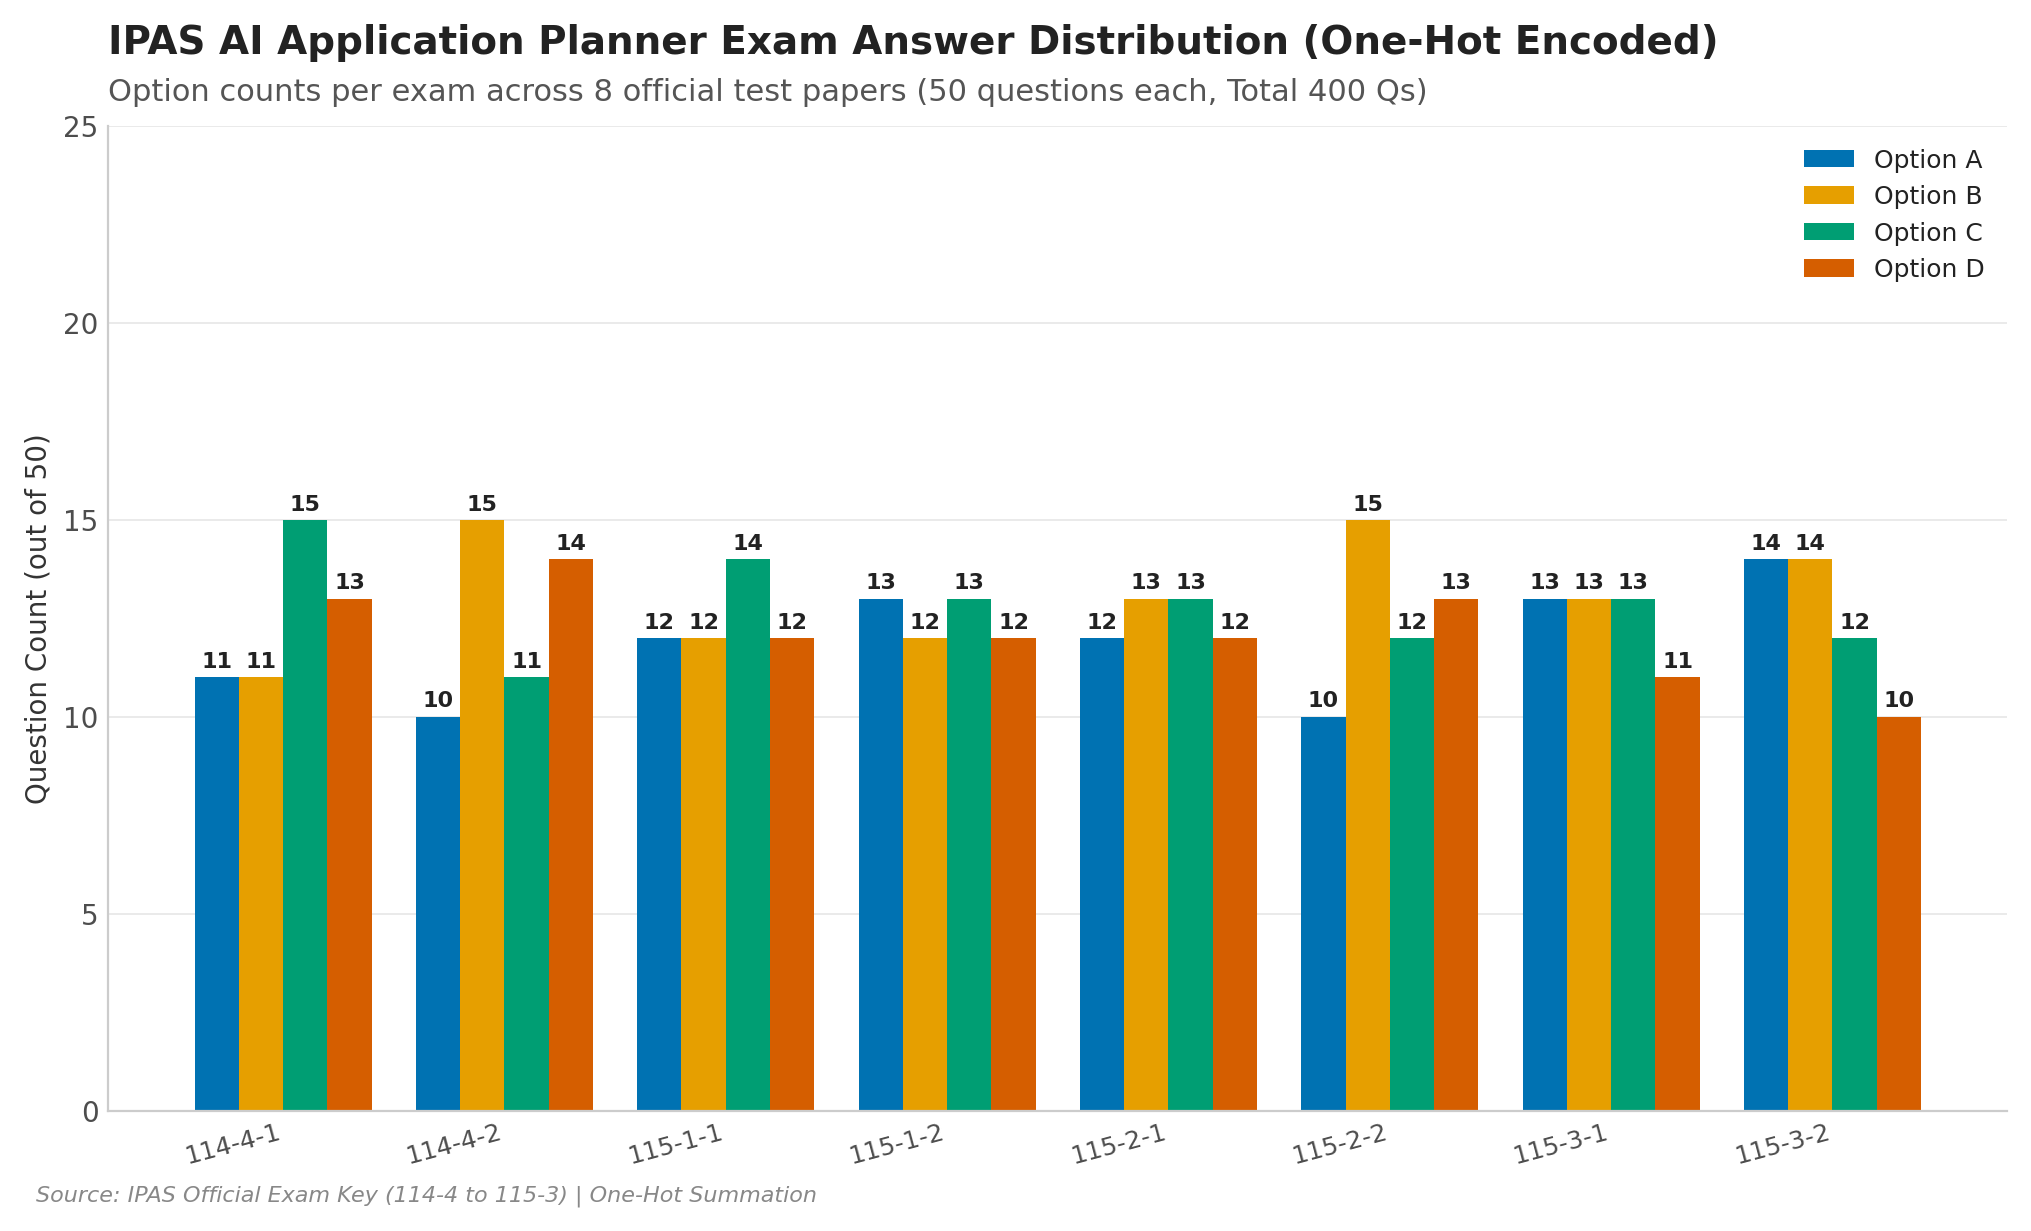 IPAS AI Application Planner Exam Answer Distribution (One-Hot Encoded)
Option counts per exam across 8 official test papers (50 questions each, Total 400 Qs)
25
20
15
10
5
0
Question Count (out of 50)
Option A
Option B
Option C
Option D
11 11 15 13
10 15 11 14
12 12 14 12
13 12 13 12
12 13 13 12
10 15 12 13
13 13 13 11
14 14 12 10
114-4-1 114-4-2 115-1-1 115-1-2 115-2-1 115-2-2 115-3-1 115-3-2
Source: IPAS Official Exam Key (114-4 to 115-3) | One-Hot Summation